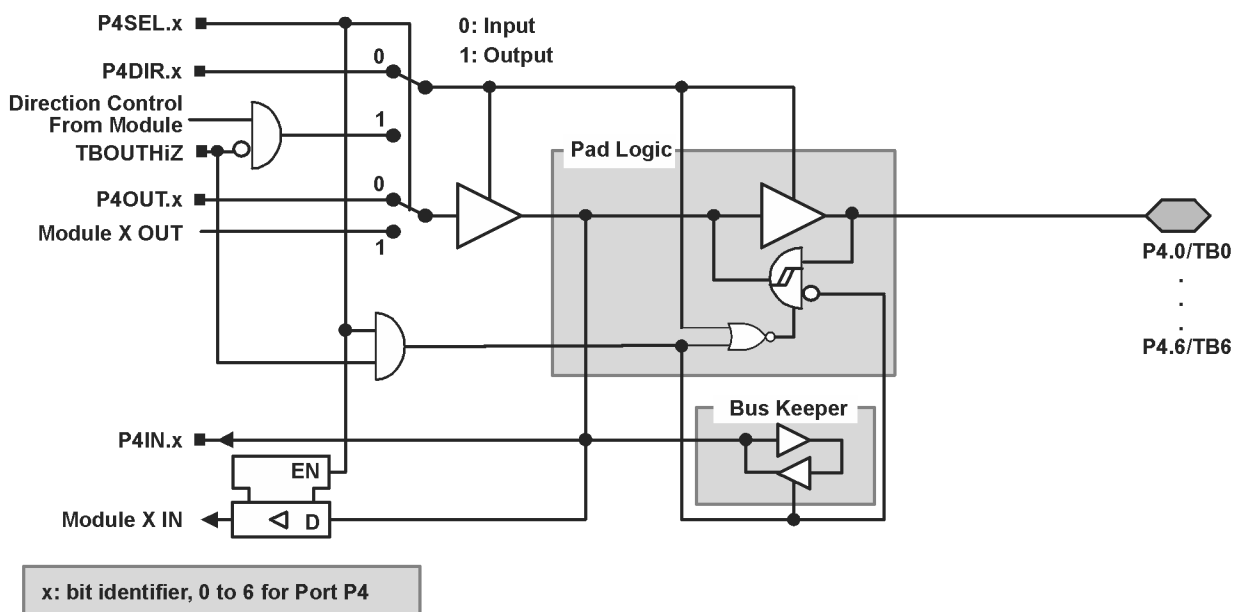 P4SEL.x
0: Input
1: Output
0
P4DIR.x
Direction Control
From Module
1
TBOUTHiZ
Pad Logic
0
P4OUT.x
Module X OUT
1
P4.0/TB0
.
.
.
P4.6/TB6
Bus Keeper
P4IN.x
EN
Module X IN
D
x: bit identifier, 0 to 6 for Port P4